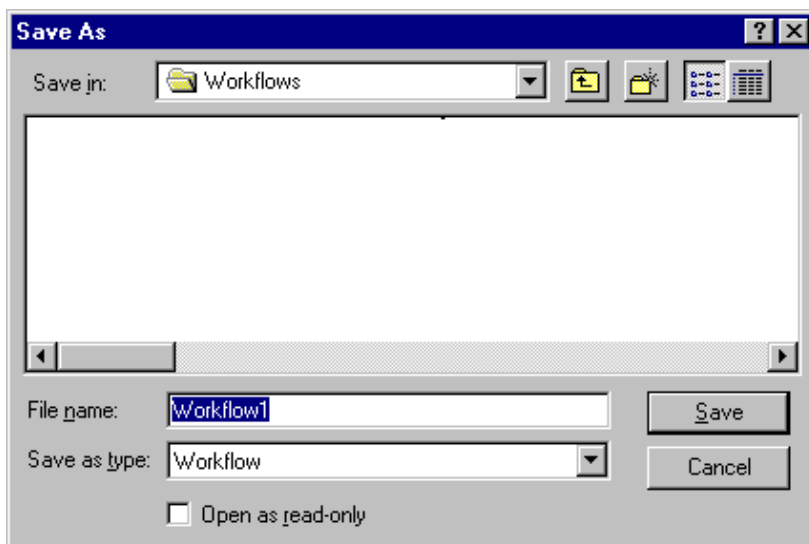 Save As
Save in: Workflows
File name: Workflow1
Save
Save as type: Workflow
Cancel
Open as read-only